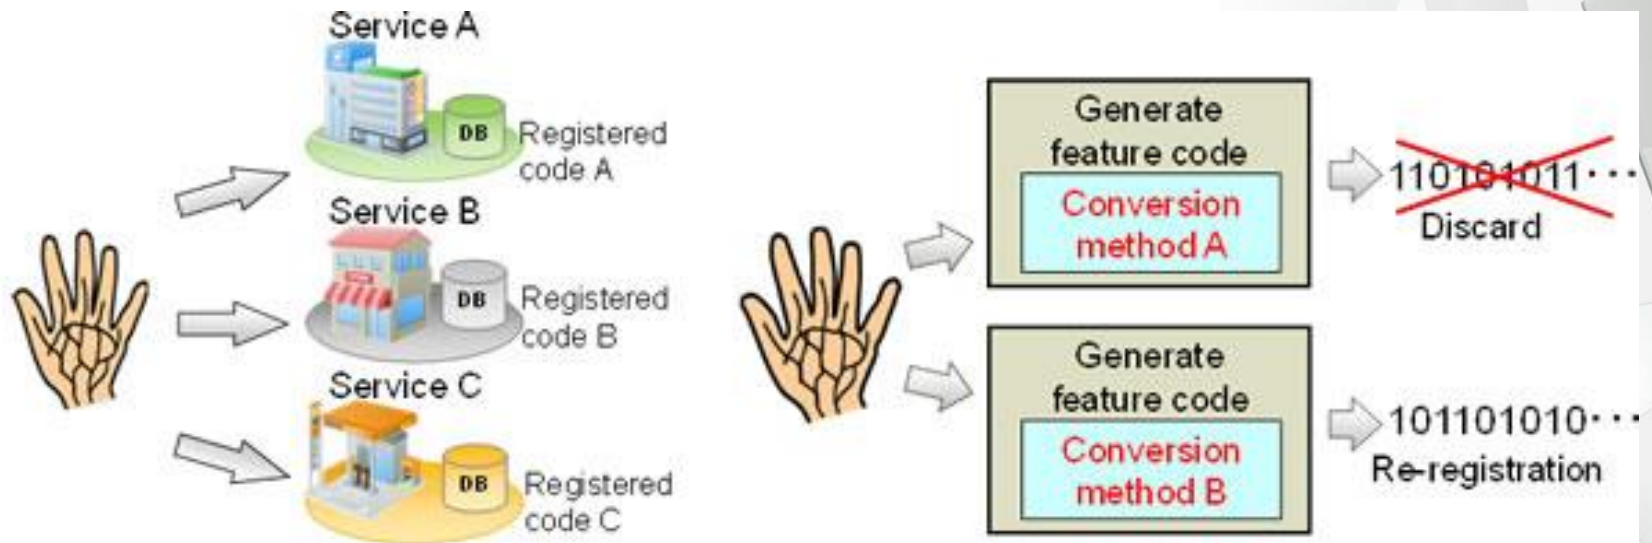 Service A
DB
Registered
code A
Service B
DB
Registered
code B
Service C
DB
Registered
code C
Generate
feature code
Conversion
method A
110101011···
Discard
Generate
feature code
Conversion
method B
101101010···
Re-registration